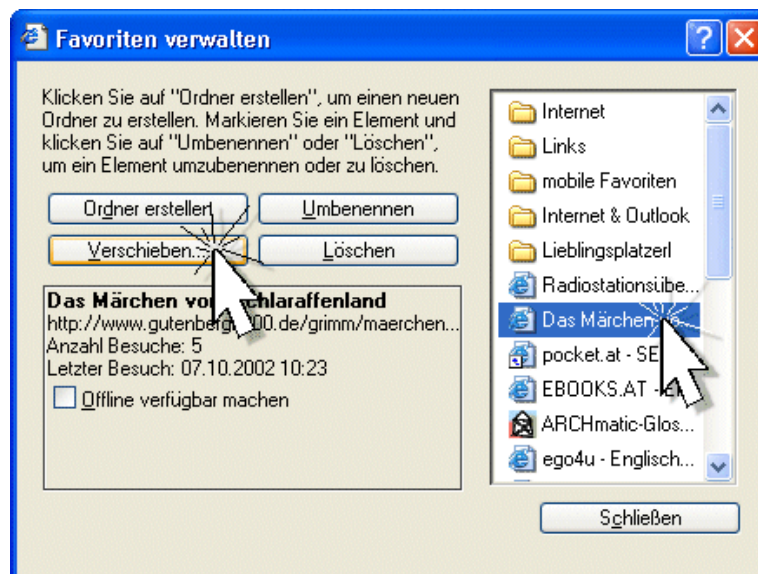 Favoriten verwalten
Klicken Sie auf "Ordner erstellen", um einen neuen
Ordner zu erstellen. Markieren Sie ein Element und
klicken Sie auf "Umbenennen" oder "Löschen",
um ein Element umzubenennen oder zu löschen.
Ordner erstellen
Umbenennen
Verschieben...
Löschen
Das Märchen vom Schlaraffenland
http://www.gutenberg2000.de/grimm/maerchen...
Anzahl Besuche: 5
Letzter Besuch: 07.10.2002 10:23
Offline verfügbar machen
Internet
Links
mobile Favoriten
Internet & Outlook
Lieblingsplatzerl
Radiostationsübe...
Das Märchen
pocket.at - SE
EBOOKS.AT -
ARCHmatic-Glos...
ego4u - Englisch...
Schließen